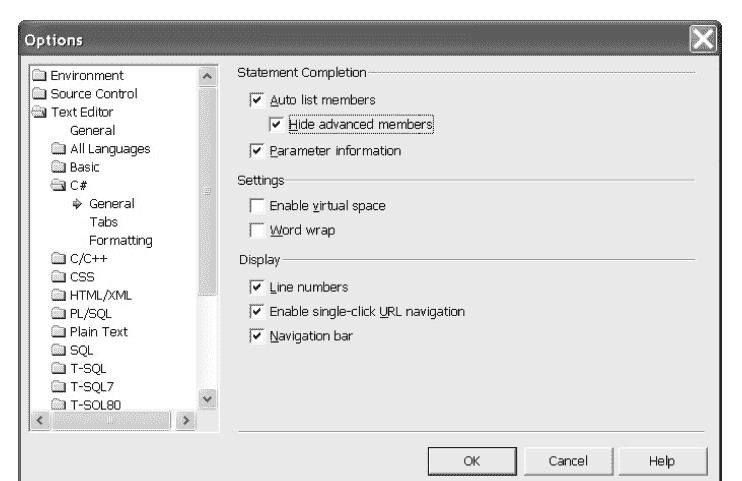 Options
Environment
Source Control
Text Editor
General
All Languages
Basic
C#
General
Tabs
Formatting
C/C++
CSS
HTML/XML
PL/SQL
Plain Text
SQL
T-SQL
T-SQL7
T-SQL80
Statement Completion
Auto list members
Hide advanced members
Parameter information
Settings
Enable virtual space
Word wrap
Display
Line numbers
Enable single-click URL navigation
Navigation bar
OK
Cancel
Help